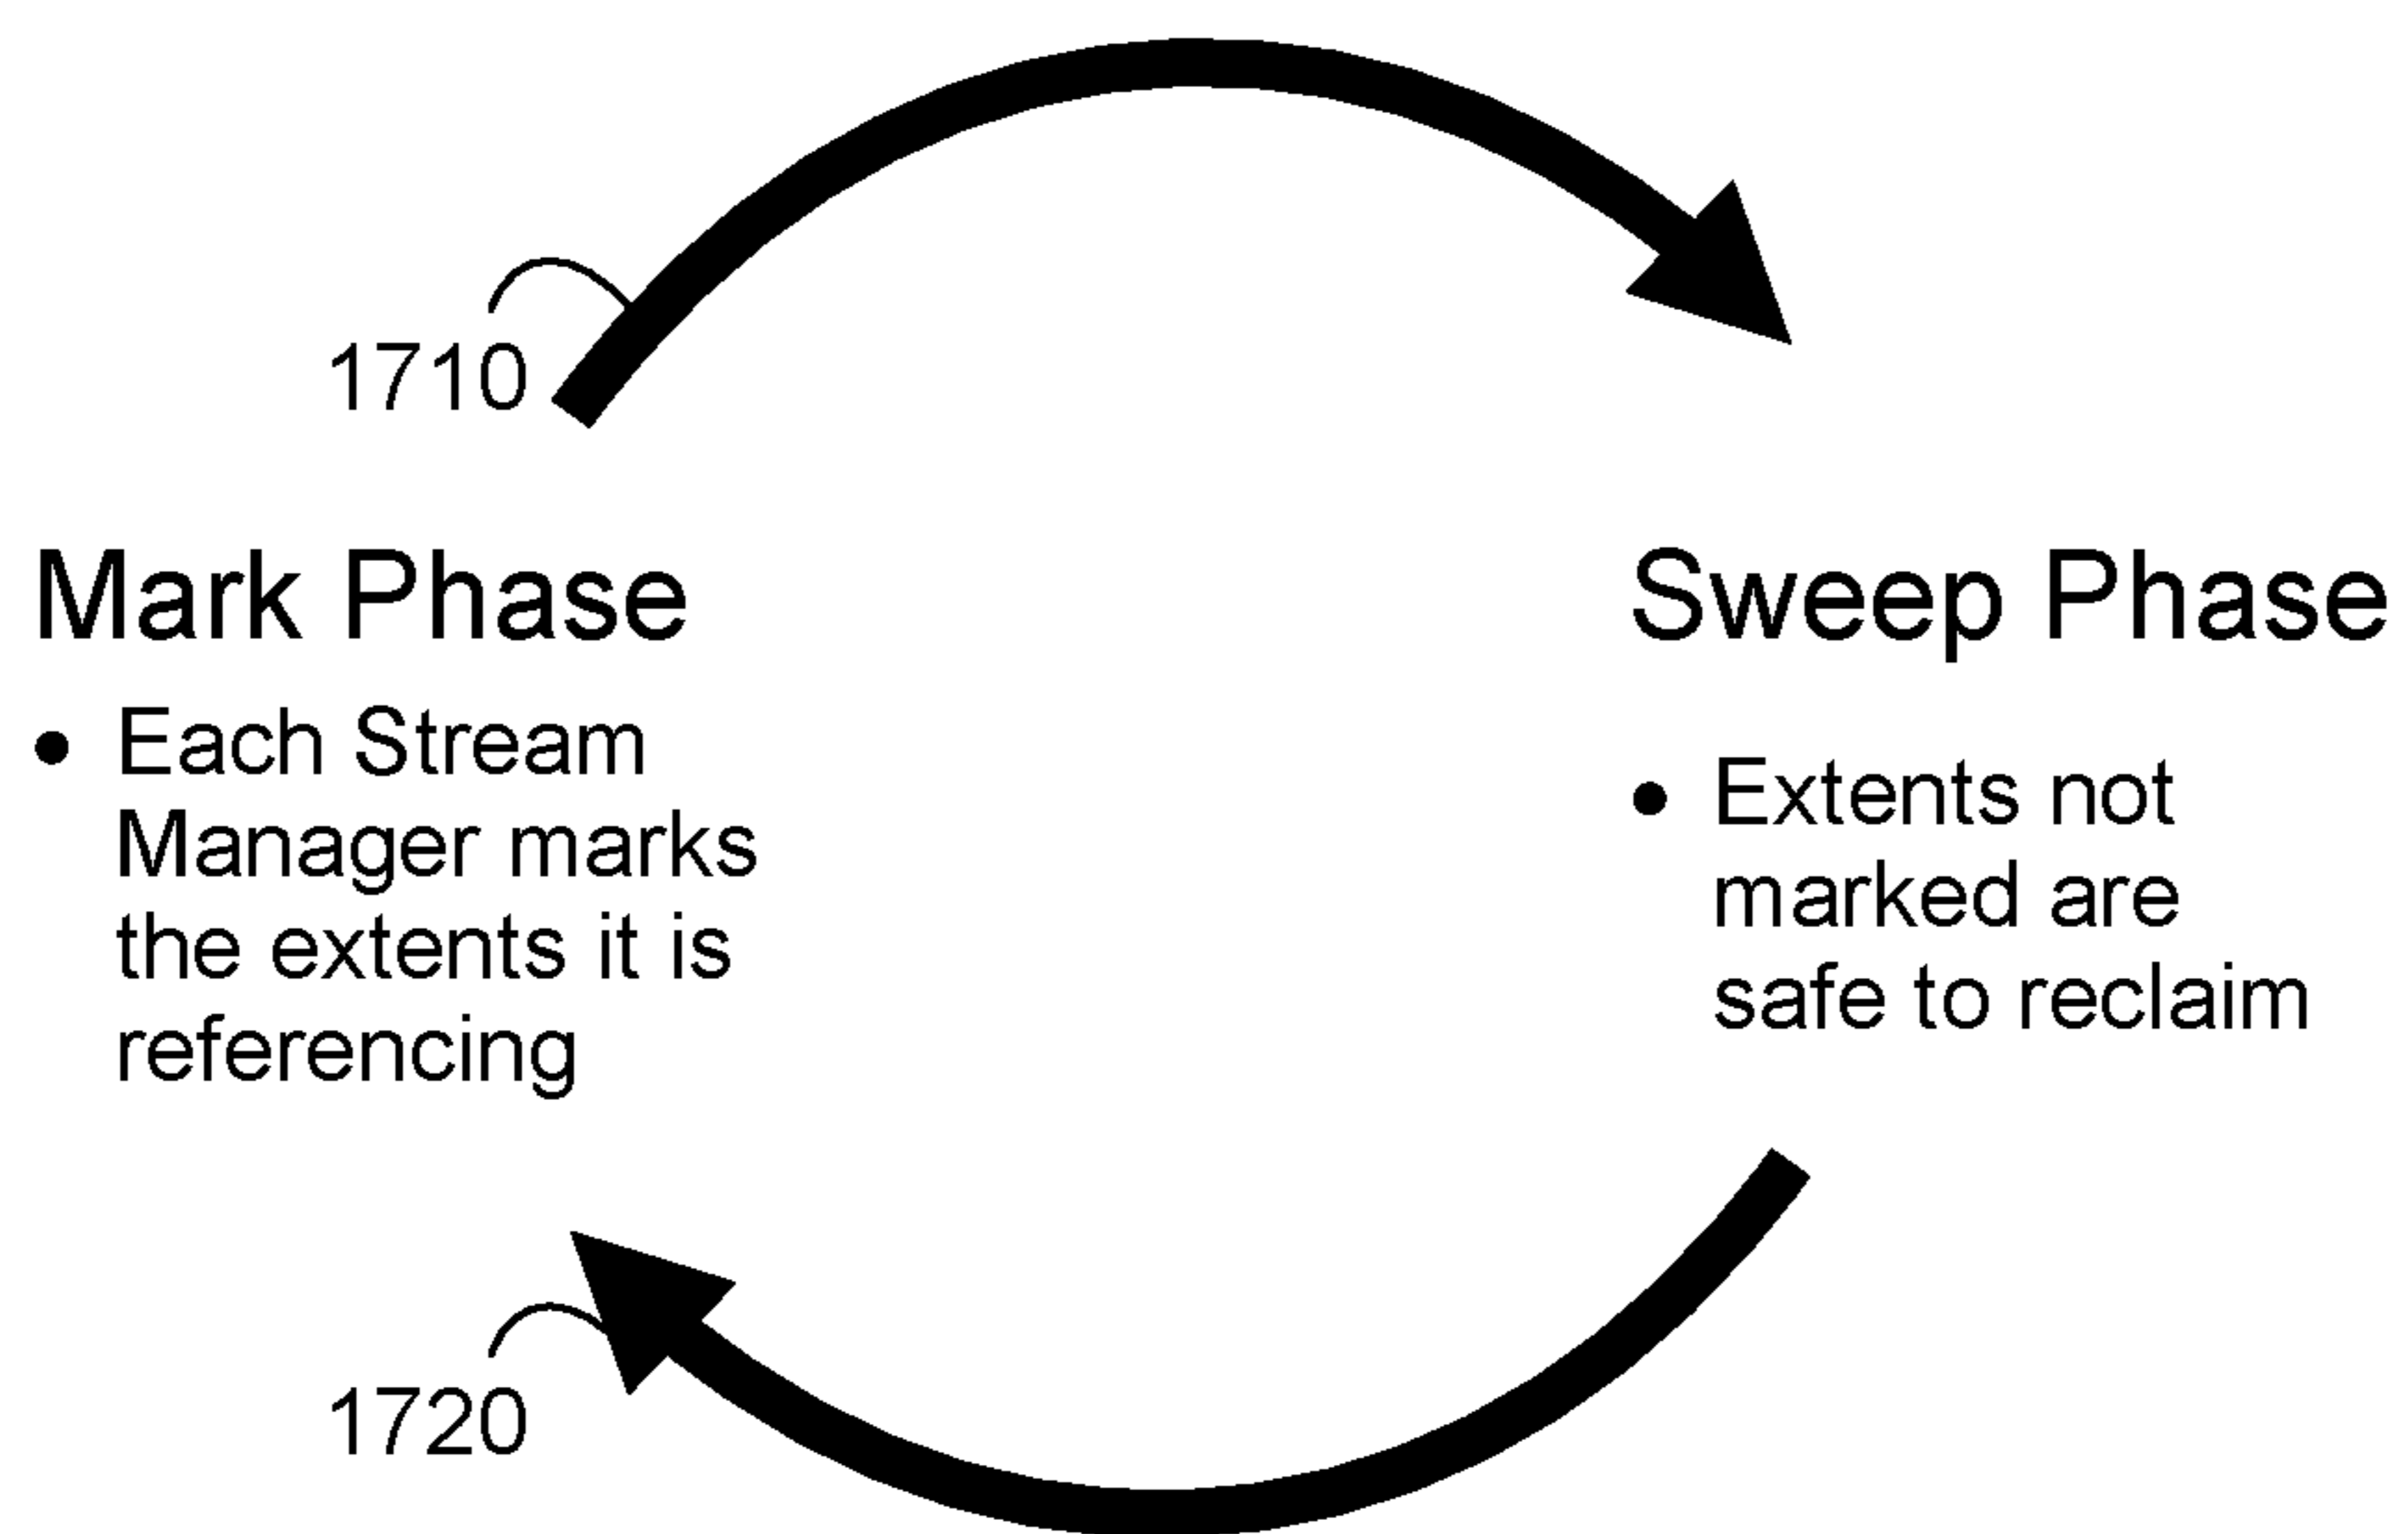 1710
Mark Phase
• Each Stream
Manager marks
the extents it is
referencing
Sweep Phase
• Extents not
marked are
safe to reclaim
1720